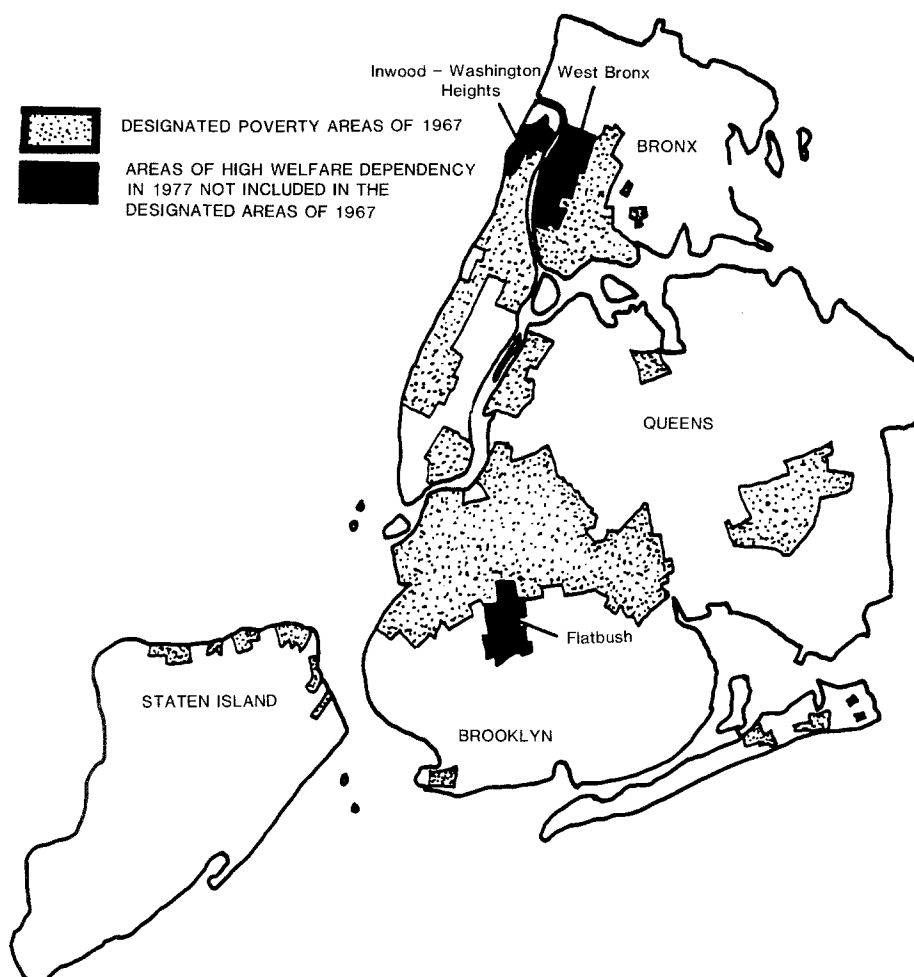 Inwood – Washington
Heights
West Bronx
DESIGNATED POVERTY AREAS OF 1967
AREAS OF HIGH WELFARE DEPENDENCY
IN 1977 NOT INCLUDED IN THE
DESIGNATED AREAS OF 1967
BRONX
QUEENS
Flatbush
STATEN ISLAND
BROOKLYN